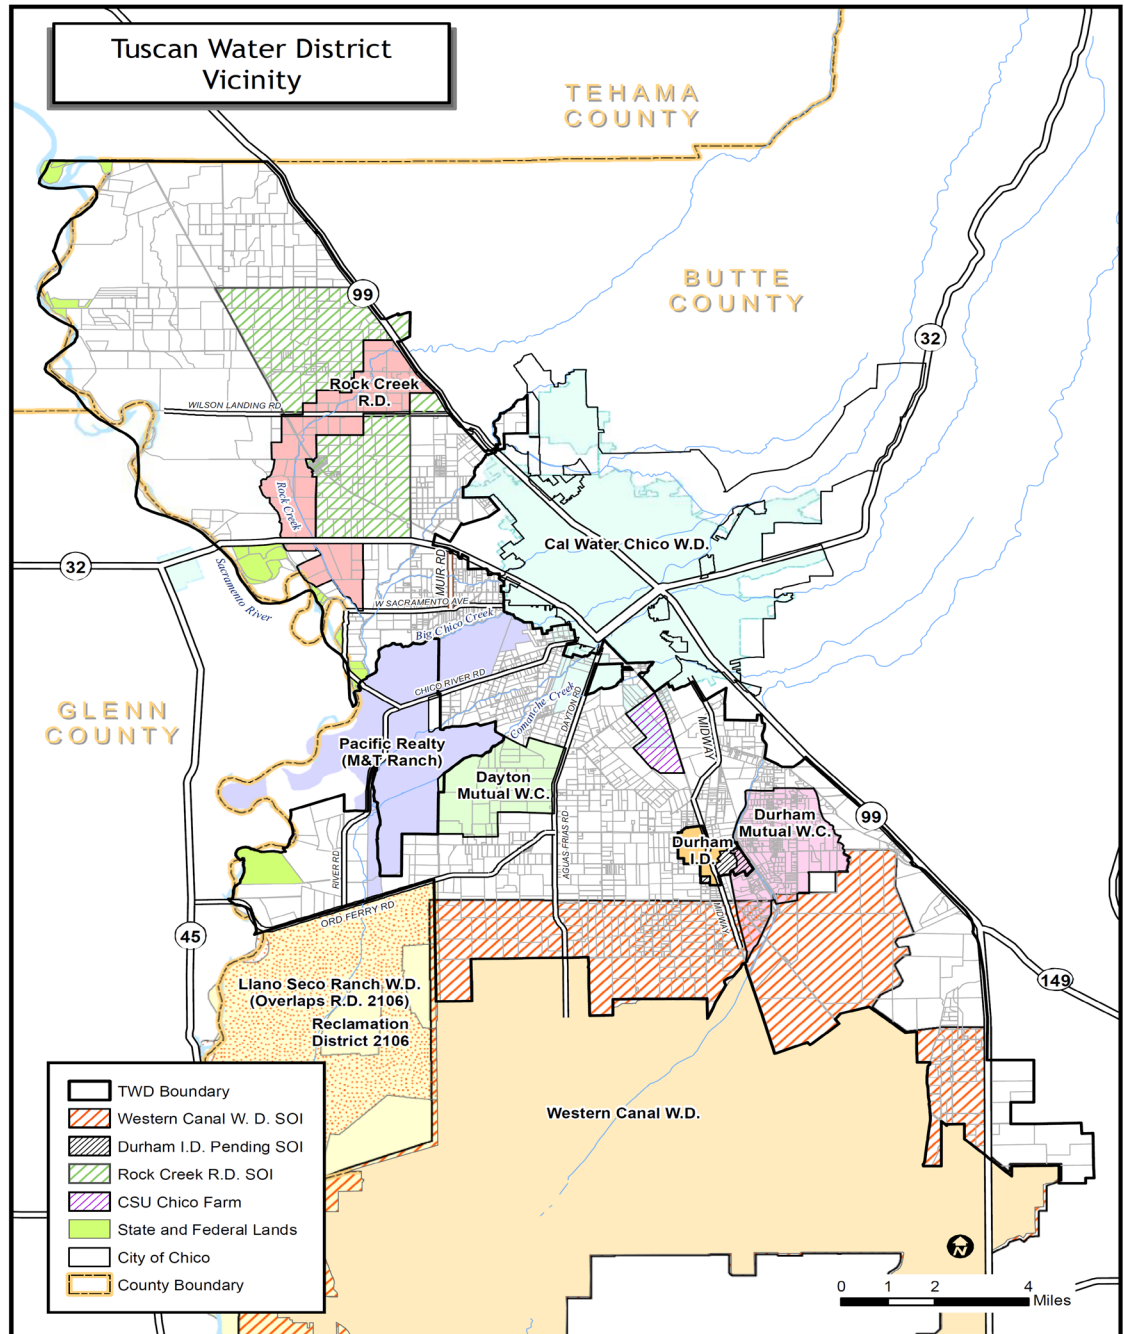 Tuscan Water District
Vicinity
TEHAMA
COUNTY
BUTTE
COUNTY
99
32
Rock Creek
R.D.
WILSON LANDING RD
Rock Creek
Cal Water Chico W.D.
32
MUIR RD
Sacramento River
W SACRAMENTO AVE
Big Chico Creek
CHICO RIVER RD
Comanche Creek
DAYTON RD
GLENN
COUNTY
MIDWAY
Pacific Realty
(M&T Ranch)
Dayton
Mutual W.C.
Durham
Mutual W.C.
99
Durham
I.D.
AGUAS FRIAS RD
RIVER RD
ORD FERRY RD
MIDWAY
45
149
Llano Seco Ranch W.D.
(Overlaps R.D. 2106)
Reclamation
District 2106
Western Canal W.D.
TWD Boundary
Western Canal W. D. SOI
Durham I.D. Pending SOI
Rock Creek R.D. SOI
CSU Chico Farm
State and Federal Lands
City of Chico
County Boundary
N
0 1 2 4
Miles